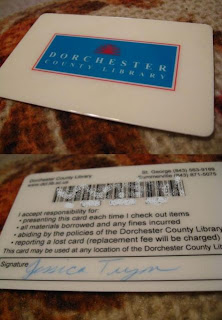 DORCHESTER
COUNTY LIBRARY
Dorchester County Library
St. George (843) 563-9189
Summerville (843) 871-5075
I accept responsibility for:
• presenting this card each time I check out items
• all materials borrowed and any fines incurred
• abiding by the policies of the Dorchester County Library
• reporting a lost card (replacement fee will be charged)
This card may be used at any location of the Dorchester County Lib
Signature Jessica